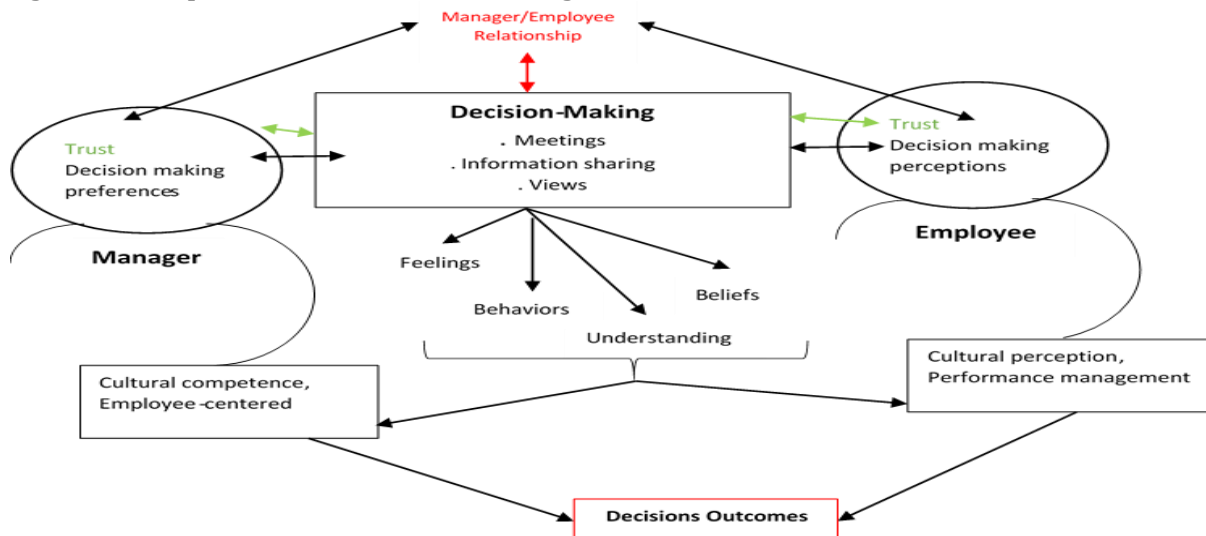 Manager/Employee
Relationship
Decision-Making
. Meetings
. Information sharing
. Views
Trust
Decision making
preferences
Trust
Decision making
perceptions
Manager
Employee
Feelings
Behaviors
Understanding
Beliefs
Cultural competence,
Employee-centered
Cultural perception,
Performance management
Decisions Outcomes